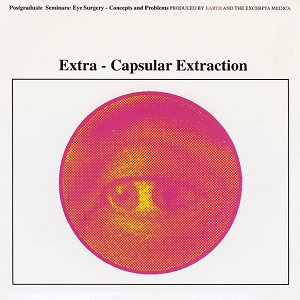 Postgraduate Seminars: Eye Surgery - Concepts and Problems PRODUCED BY EARTH AND THE EXCERPTA MEDICA
Extra - Capsular Extraction